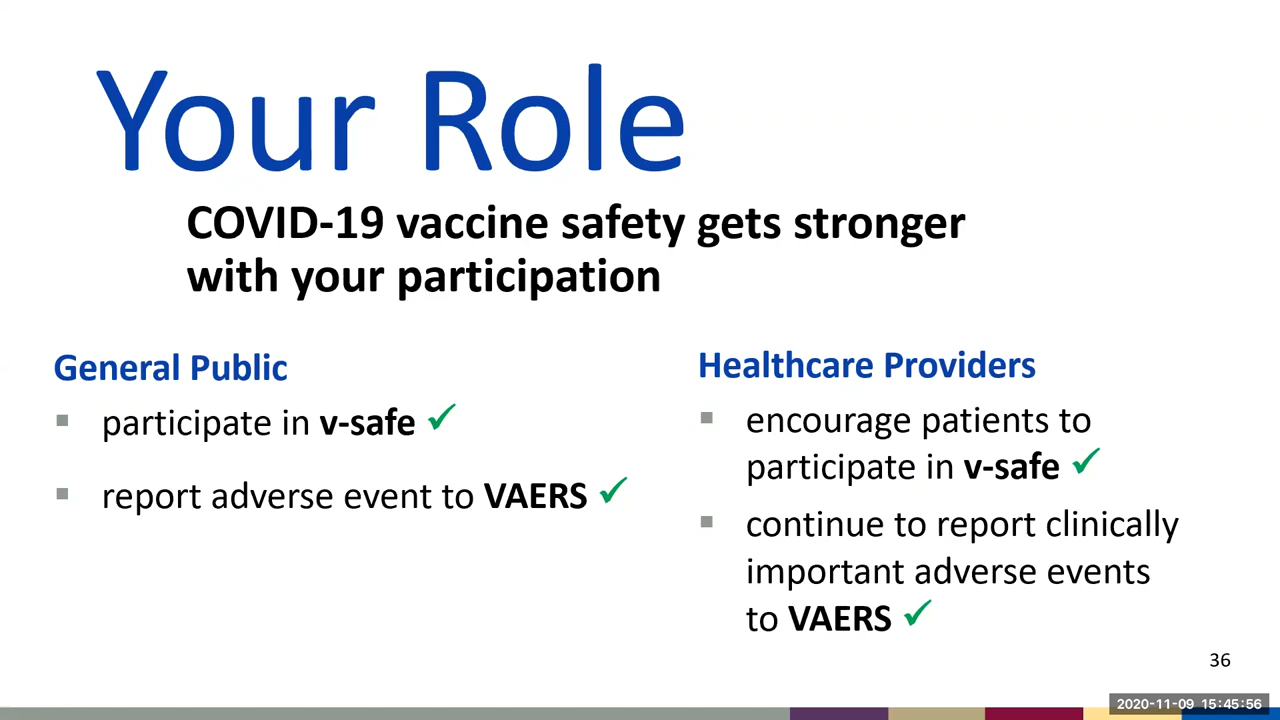 Your Role
COVID-19 vaccine safety gets stronger
with your participation
General Public
▪ participate in v-safe ✓
▪ report adverse event to VAERS ✓
Healthcare Providers
▪ encourage patients to
participate in v-safe ✓
▪ continue to report clinically
important adverse events
to VAERS ✓
36
2020-11-09 15:45:56